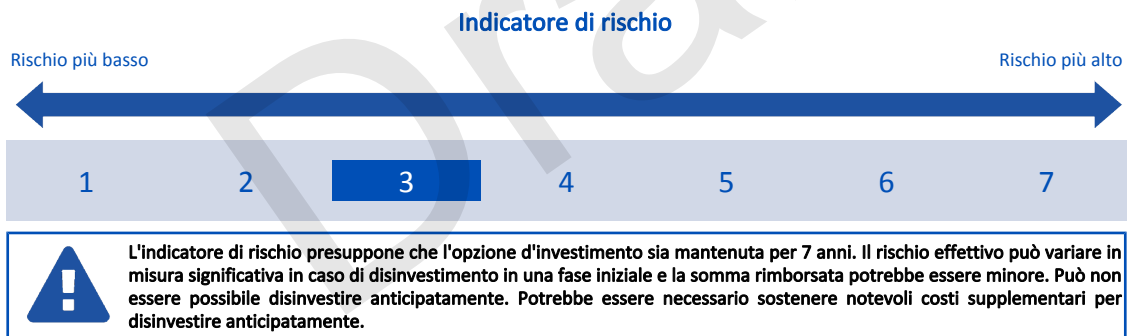 Indicatore di rischio
Rischio più basso
Rischio più alto
1 2 3 4 5 6 7
L'indicatore di rischio presuppone che l'opzione d'investimento sia mantenuta per 7 anni. Il rischio effettivo può variare in
misura significativa in caso di disinvestimento in una fase iniziale e la somma rimborsata potrebbe essere minore. Può non
essere possibile disinvestire anticipatamente. Potrebbe essere necessario sostenere notevoli costi supplementari per
disinvestire anticipatamente.